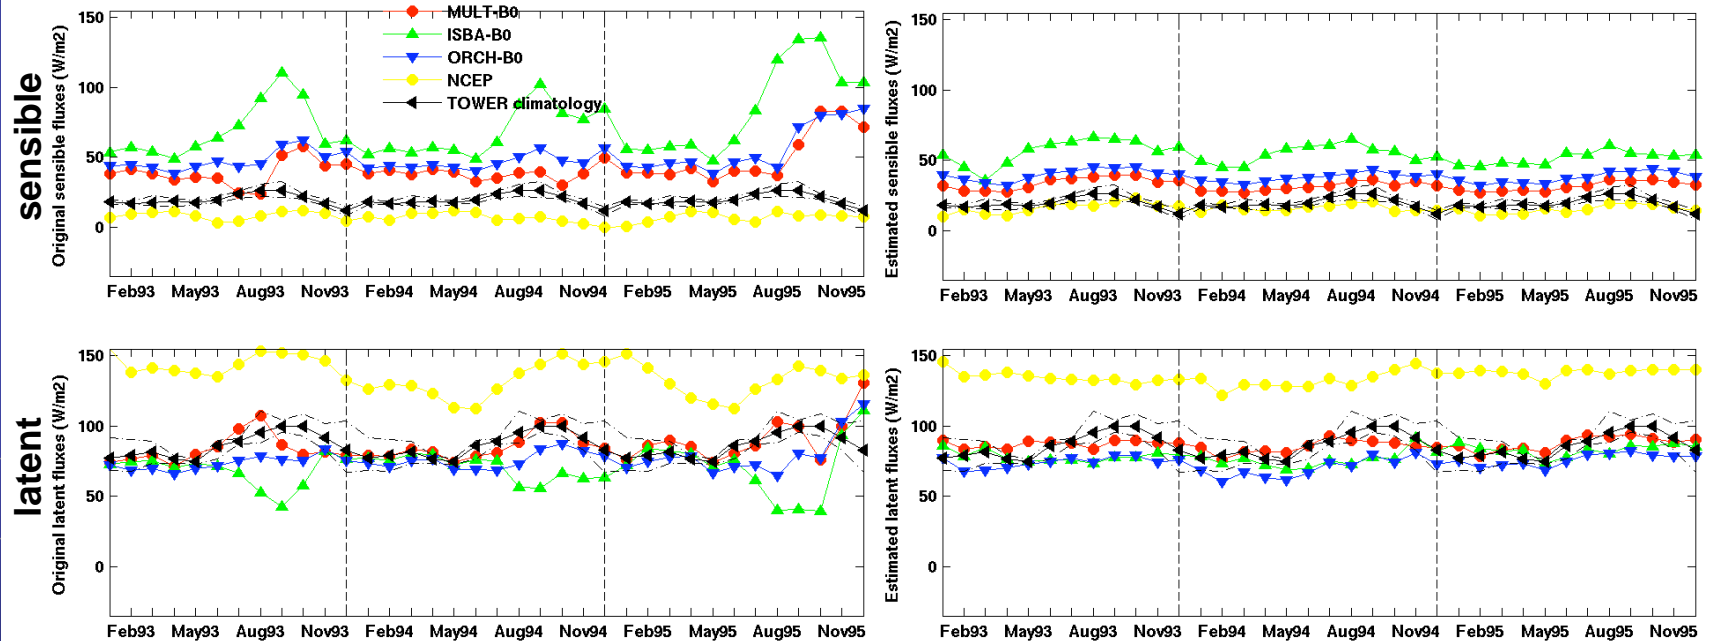 sensible
Original sensible fluxes (W/m2)
150
100
50
0
MULT-B0
ISBA-B0
ORCH-B0
NCEP
TOWER climatology
Feb93 May93 Aug93 Nov93 Feb94 May94 Aug94 Nov94 Feb95 May95 Aug95 Nov95
Estimated sensible fluxes (W/m2)
150
100
50
0
Feb93 May93 Aug93 Nov93 Feb94 May94 Aug94 Nov94 Feb95 May95 Aug95 Nov95
latent
Original latent fluxes (W/m2)
150
100
50
0
Feb93 May93 Aug93 Nov93 Feb94 May94 Aug94 Nov94 Feb95 May95 Aug95 Nov95
Estimated latent fluxes (W/m2)
150
100
50
0
Feb93 May93 Aug93 Nov93 Feb94 May94 Aug94 Nov94 Feb95 May95 Aug95 Nov95